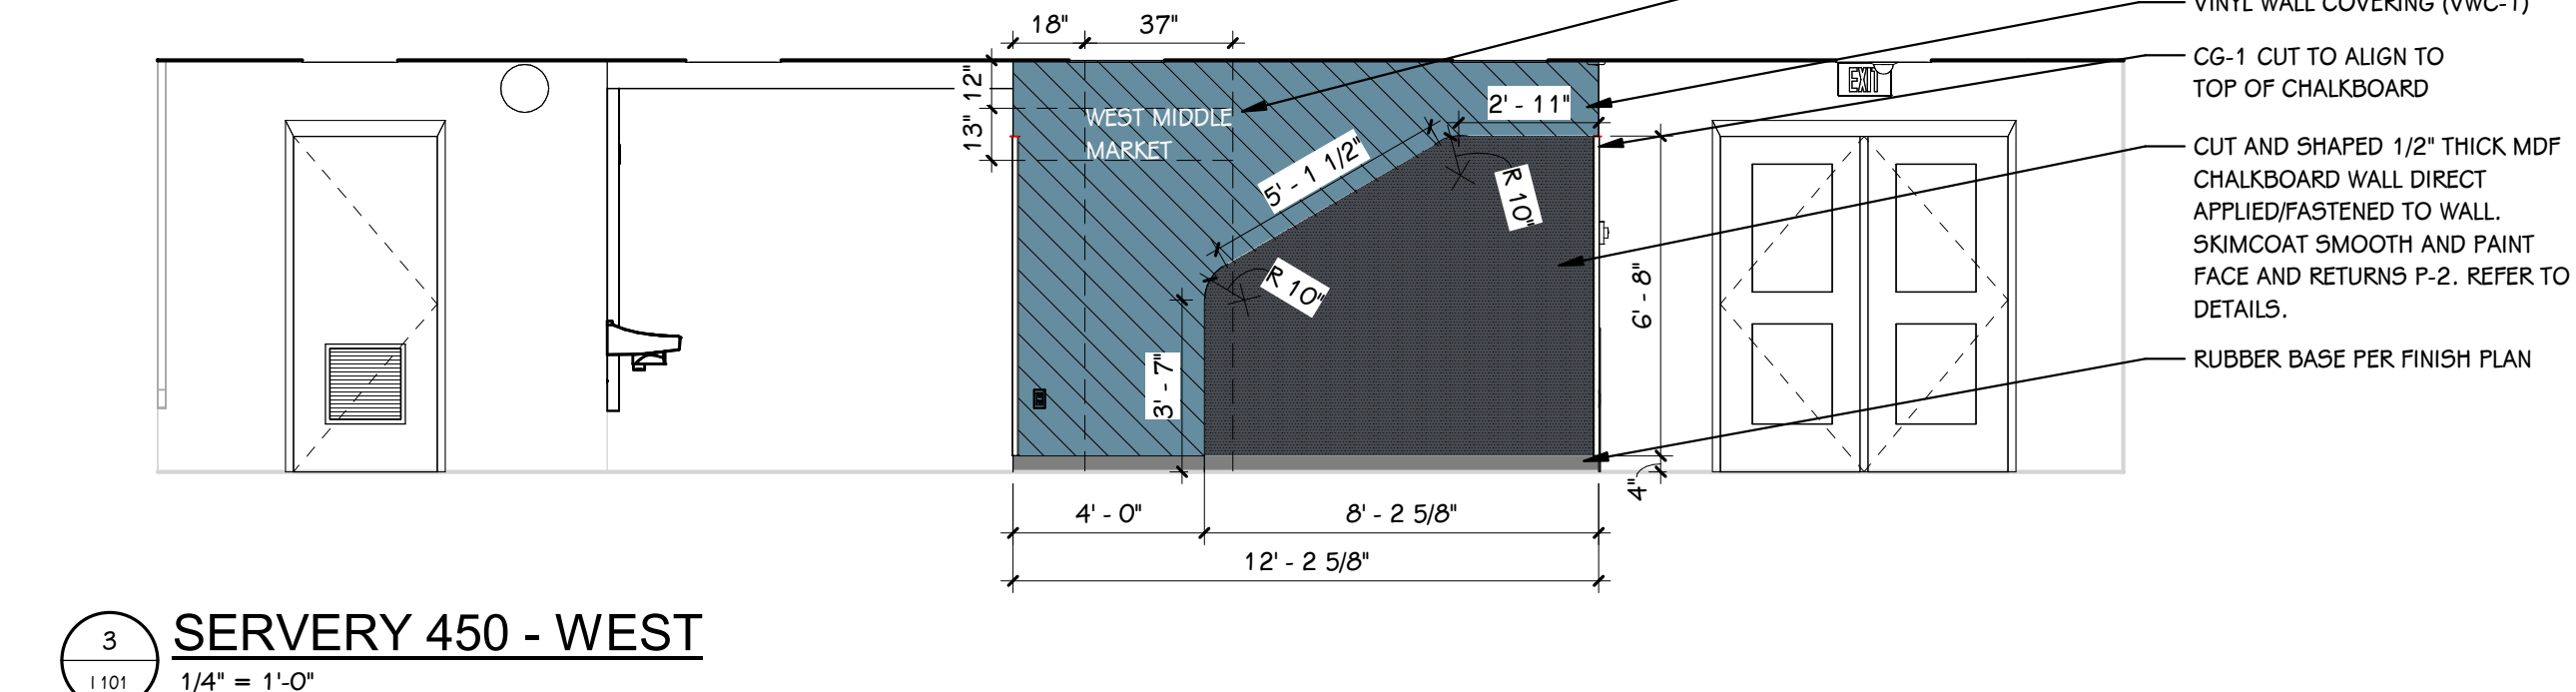 18"
37"
VINYL WALL COVERING (VWC-1)
12"
13"
EXIT
CG-1 CUT TO ALIGN TO
TOP OF CHALKBOARD
2' - 11"
WEST MIDDLE
MARKET
5' - 1 1/2"
R 10"
R 10"
CUT AND SHAPED 1/2" THICK MDF
CHALKBOARD WALL DIRECT
APPLIED/FASTENED TO WALL.
SKIMCOAT SMOOTH AND PAINT
FACE AND RETURNS P-2. REFER TO
DETAILS.
6' - 8"
3' - 7"
RUBBER BASE PER FINISH PLAN
4"
4' - 0"
8' - 2 5/8"
12' - 2 5/8"
3
I 101
SERVERY 450 - WEST
1/4" = 1'-0"